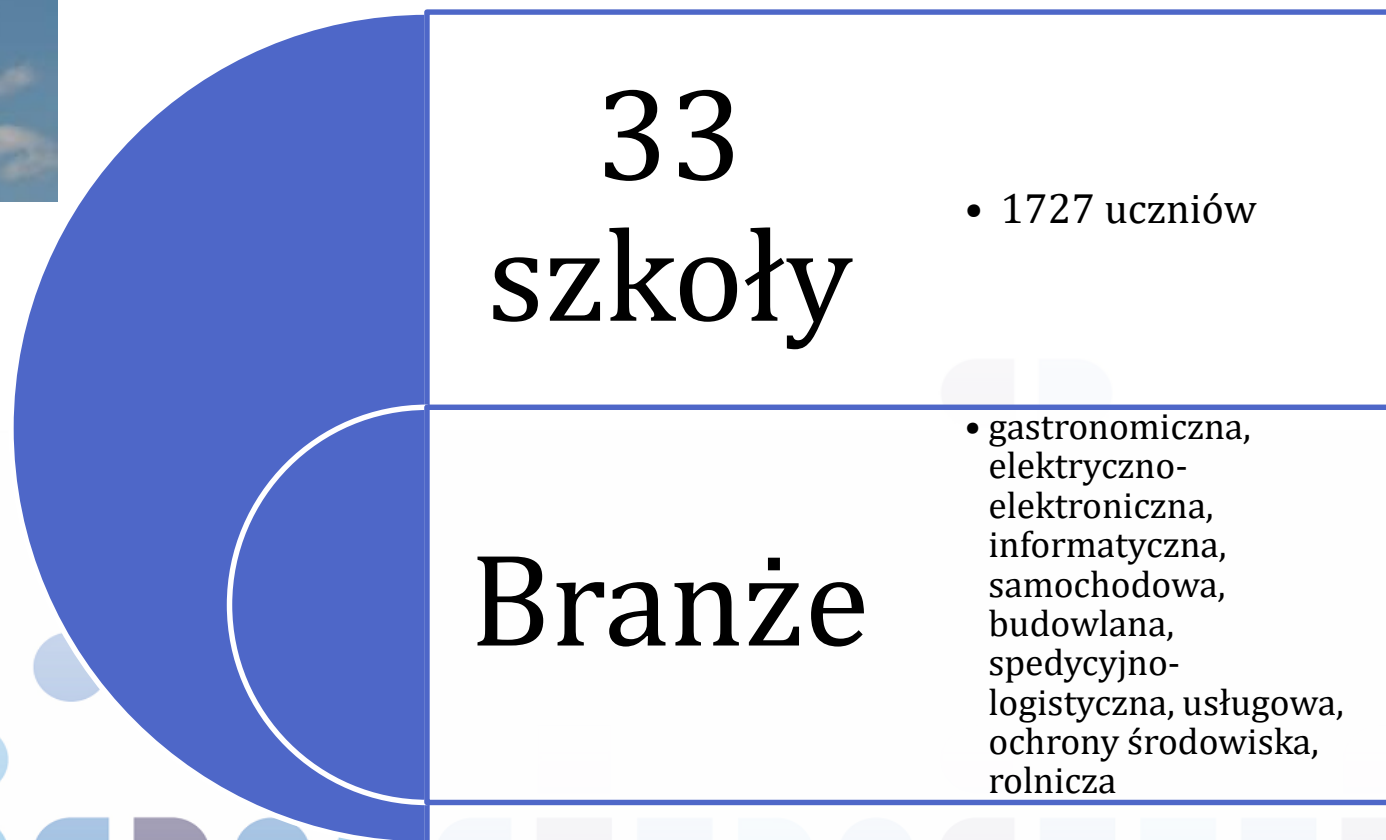 33
szkoły
• 1727 uczniów
Branże
• gastronomiczna,
elektryczno-
elektroniczna,
informatyczna,
samochodowa,
budowlana,
spedycyjno-
logistyczna, usługowa,
ochrony środowiska,
rolnicza